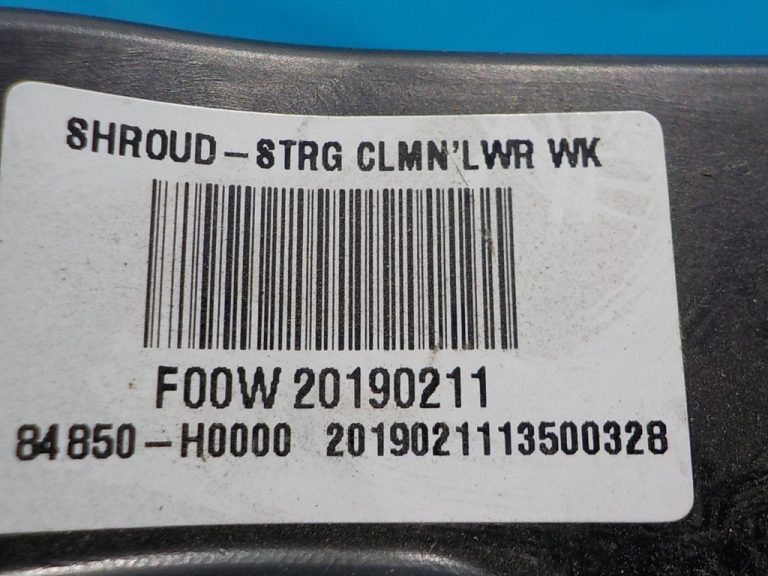 SHROUD-STRG CLMN'LWR WK
F00W 20190211
84850-H0000 2019021113500328